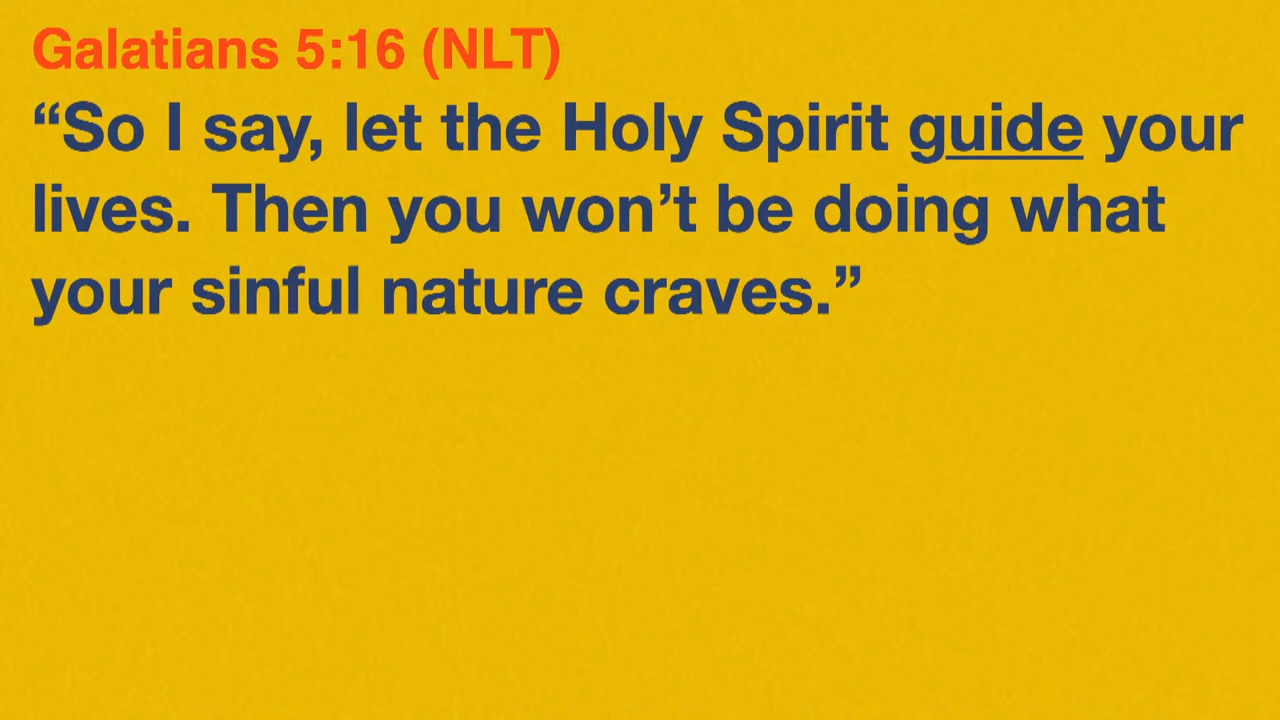 Galatians 5:16 (NLT)
“So I say, let the Holy Spirit guide your
lives. Then you won’t be doing what
your sinful nature craves.”